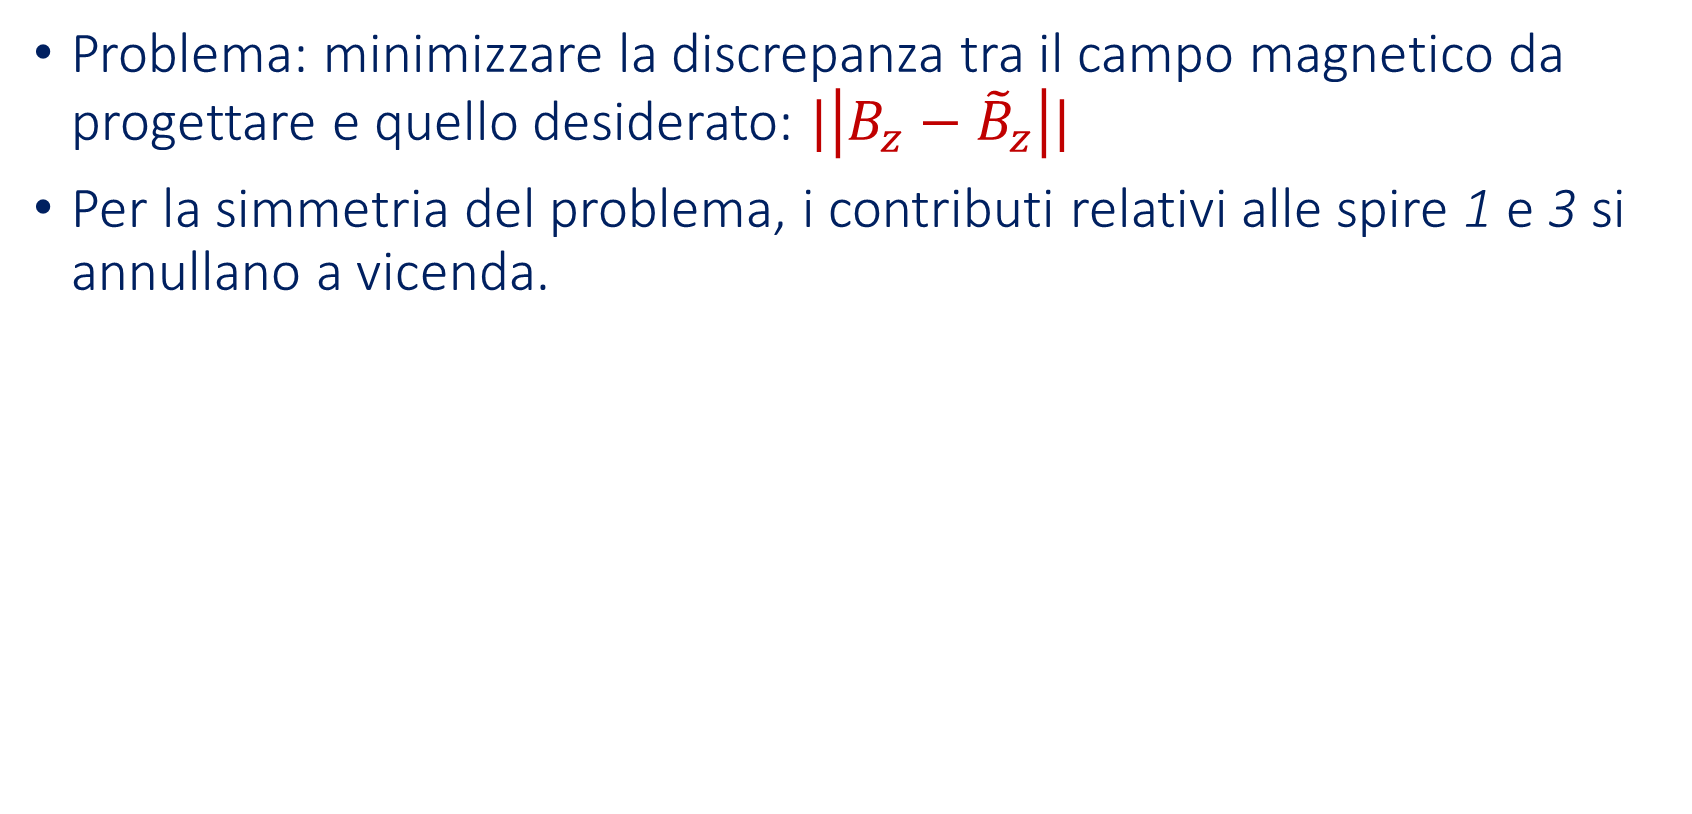 • Problema: minimizzare la discrepanza tra il campo magnetico da
progettare e quello desiderato: ||B_z − B̃_z||
• Per la simmetria del problema, i contributi relativi alle spire 1 e 3 si
annullano a vicenda.